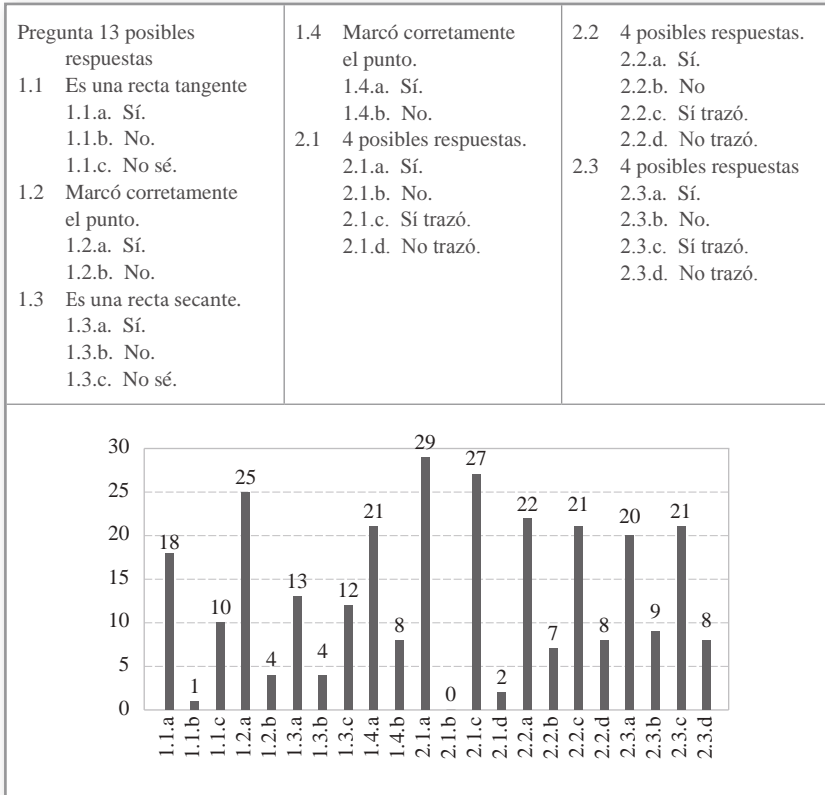 Pregunta 13 posibles
respuestas
1.1 Es una recta tangente
1.1.a. Sí.
1.1.b. No.
1.1.c. No sé.
1.2 Marcó corretamente
el punto.
1.2.a. Sí.
1.2.b. No.
1.3 Es una recta secante.
1.3.a. Sí.
1.3.b. No.
1.3.c. No sé.
1.4 Marcó corretamente
el punto.
1.4.a. Sí.
1.4.b. No.
2.1 4 posibles respuestas.
2.1.a. Sí.
2.1.b. No.
2.1.c. Sí trazó.
2.1.d. No trazó.
2.2 4 posibles respuestas.
2.2.a. Sí.
2.2.b. No
2.2.c. Sí trazó.
2.2.d. No trazó.
2.3 4 posibles respuestas
2.3.a. Sí.
2.3.b. No.
2.3.c. Sí trazó.
2.3.d. No trazó.
30
25
20
15
10
5
0
18
1
10
25
4
13
4
12
21
8
29
0
27
2
22
7
21
8
20
9
21
8
1.1.a
1.1.b
1.1.c
1.2.a
1.2.b
1.3.a
1.3.b
1.3.c
1.4.a
1.4.b
2.1.a
2.1.b
2.1.c
2.1.d
2.2.a
2.2.b
2.2.c
2.2.d
2.3.a
2.3.b
2.3.c
2.3.d